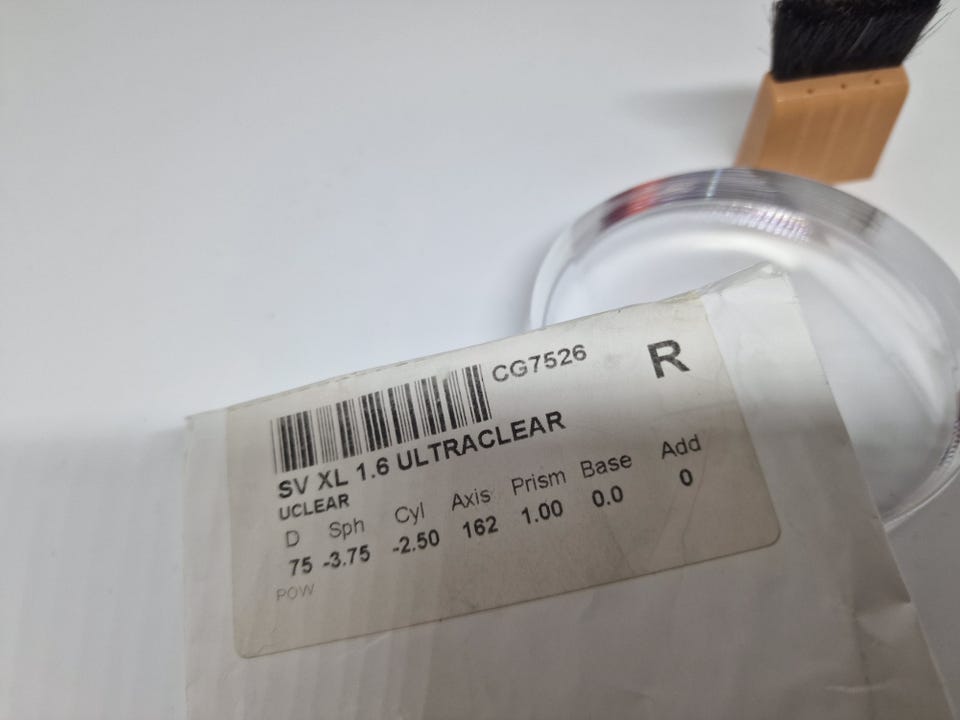 CG7526 R
SV XL 1.6 ULTRACLEAR
UCLEAR
D Sph Cyl Axis Prism Base Add
75 -3.75 -2.50 162 1.00 0.0 0
POW